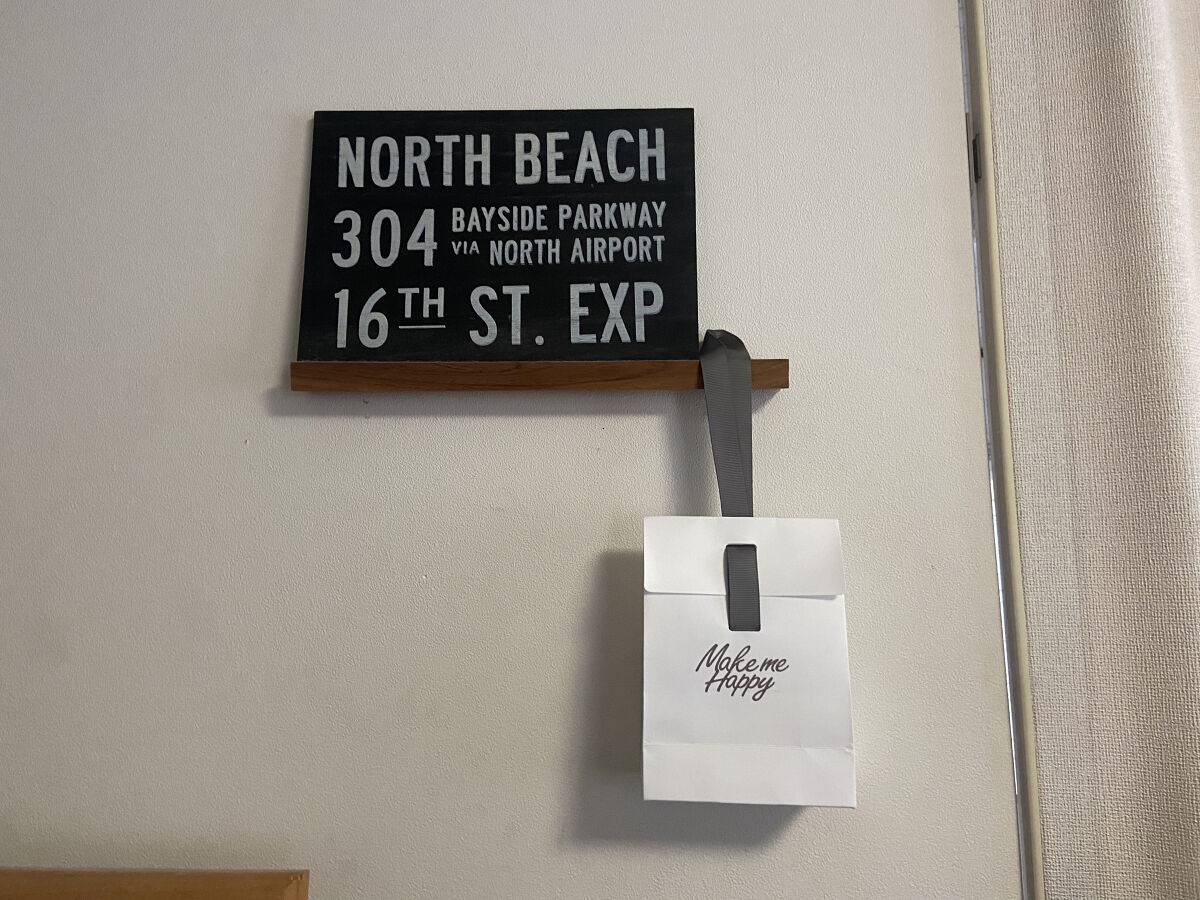 NORTH BEACH
304 BAYSIDE PARKWAY
VIA NORTH AIRPORT
16TH ST. EXP
Make me
Happy